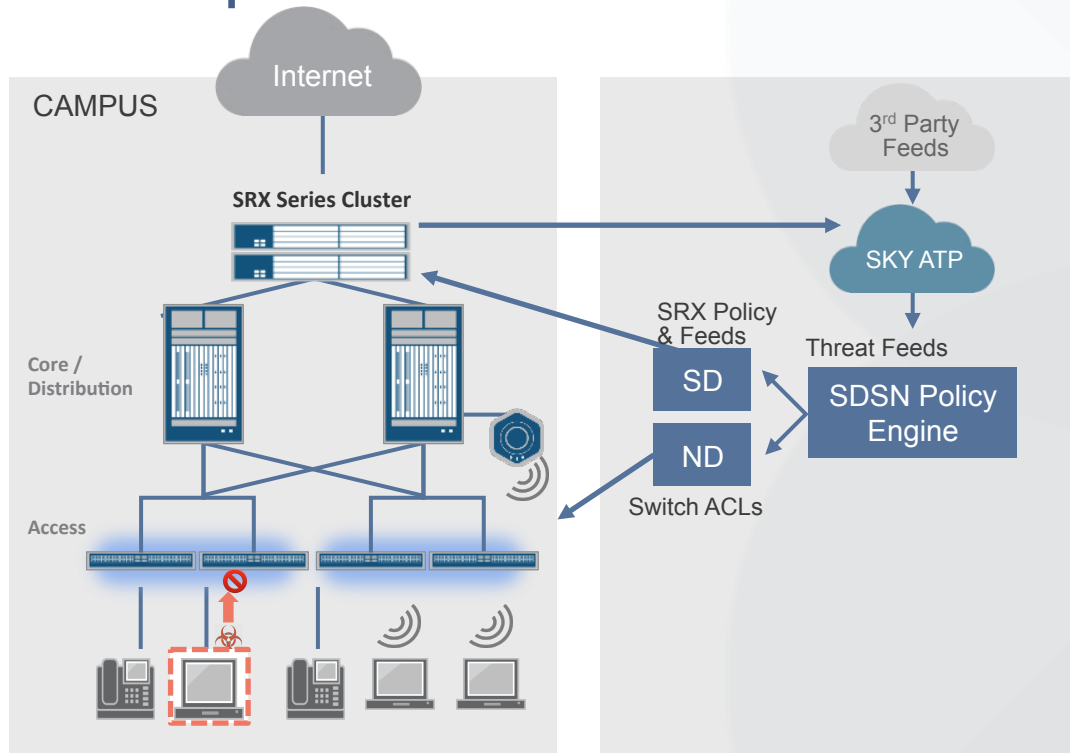 Internet
CAMPUS
3rd Party
Feeds
SRX Series Cluster
SKY ATP
SRX Policy
& Feeds
Threat Feeds
Core /
Distribution
SD
SDSN Policy
Engine
ND
Switch ACLs
Access